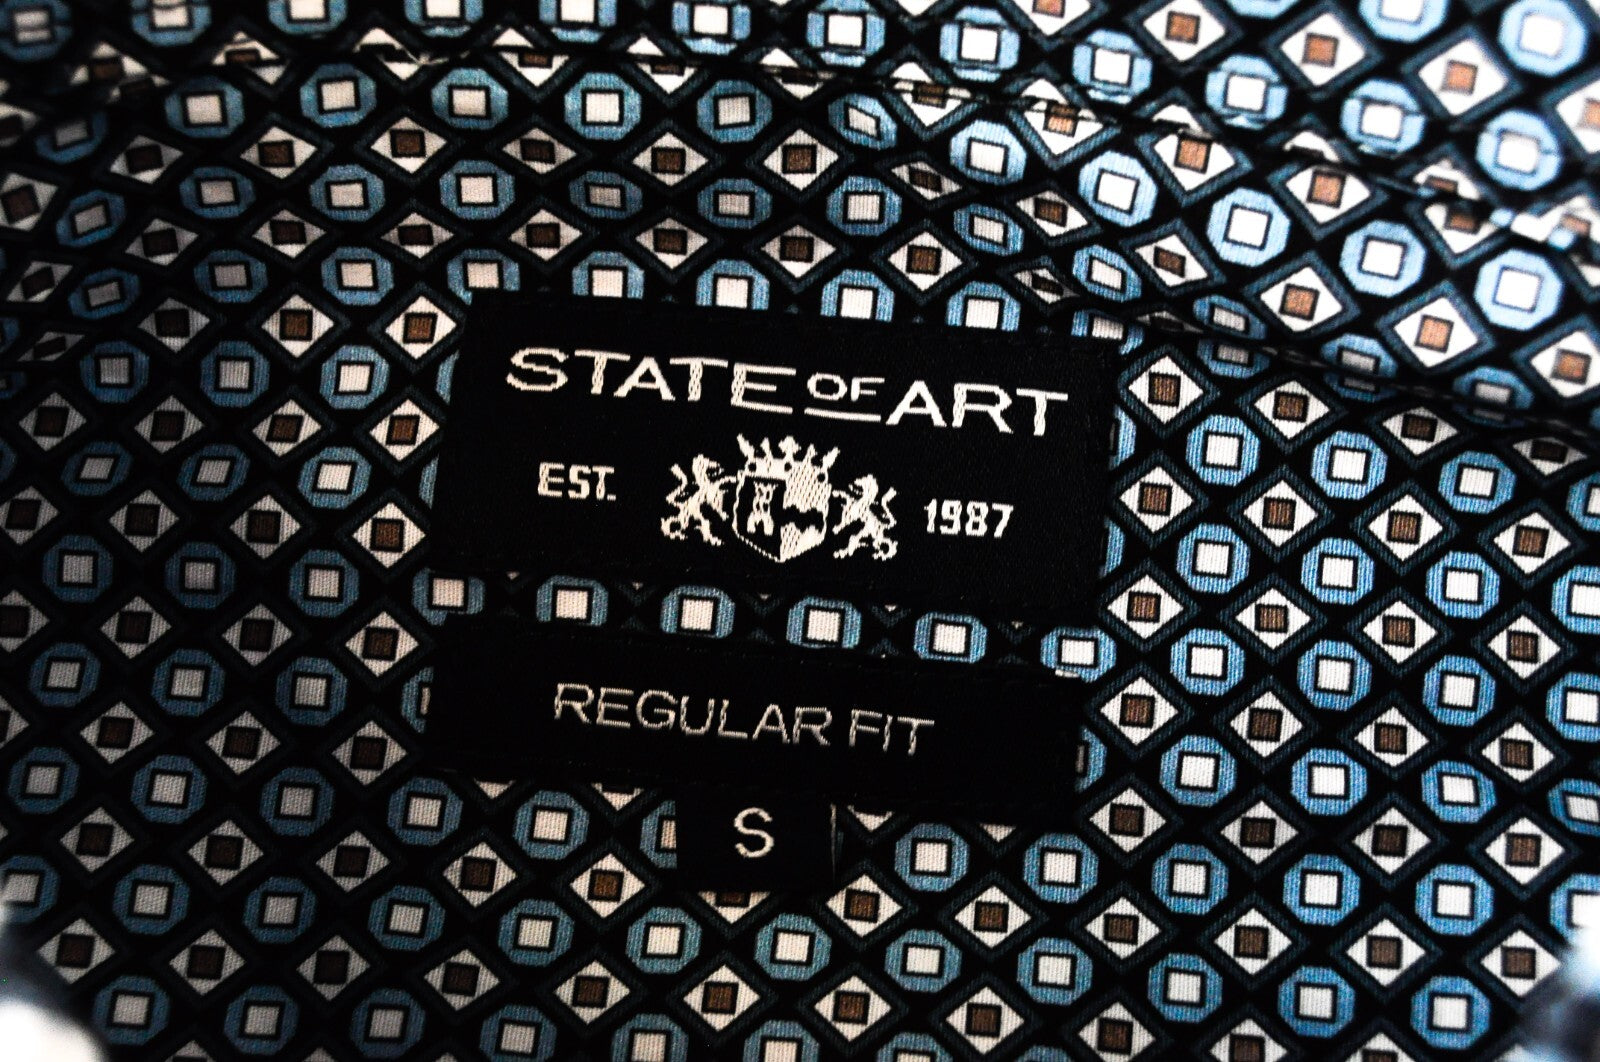 STATE OF ART
EST. 1987
REGULAR FIT
S